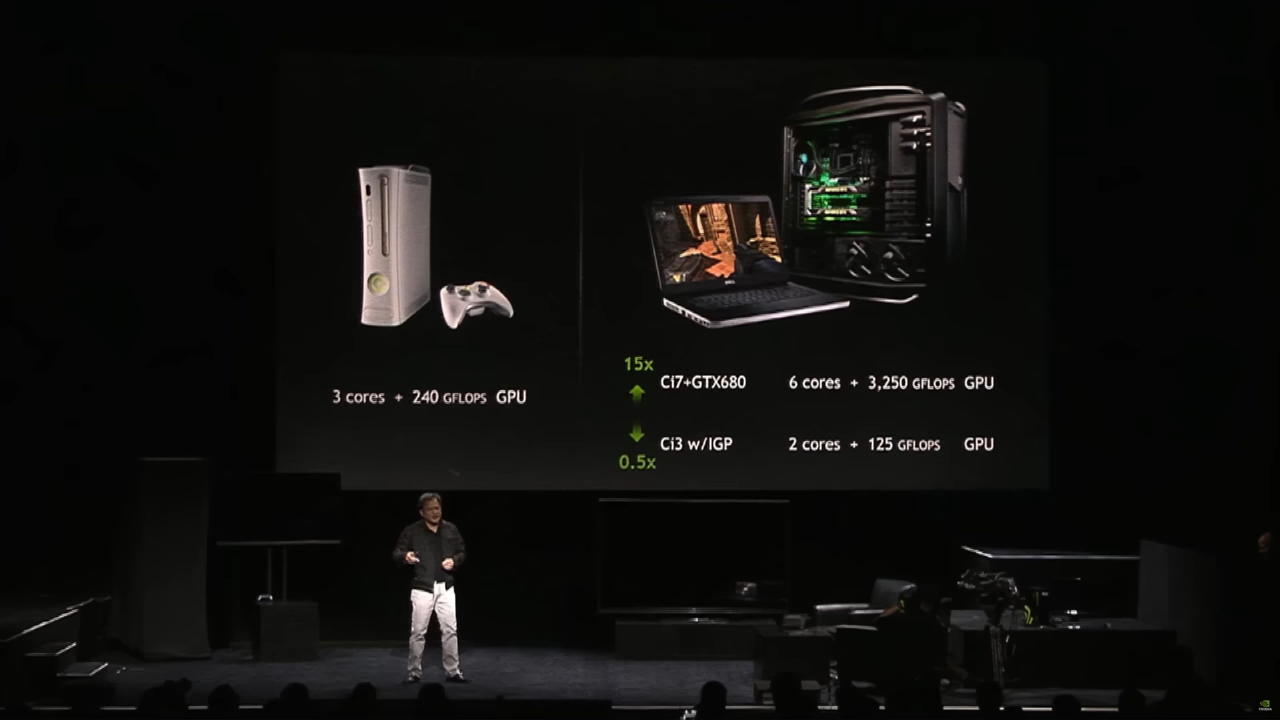 3 cores + 240 GFLOPS GPU
15x
Ci7+GTX680 6 cores + 3,250 GFLOPS GPU
Ci3 w/IGP 2 cores + 125 GFLOPS GPU
0.5x